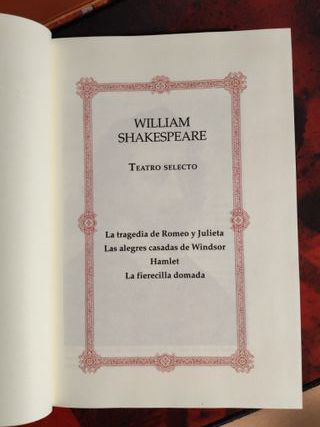 WILLIAM
SHAKESPEARE
TEATRO SELECTO
La tragedia de Romeo y Julieta
Las alegres casadas de Windsor
Hamlet
La fierecilla domada